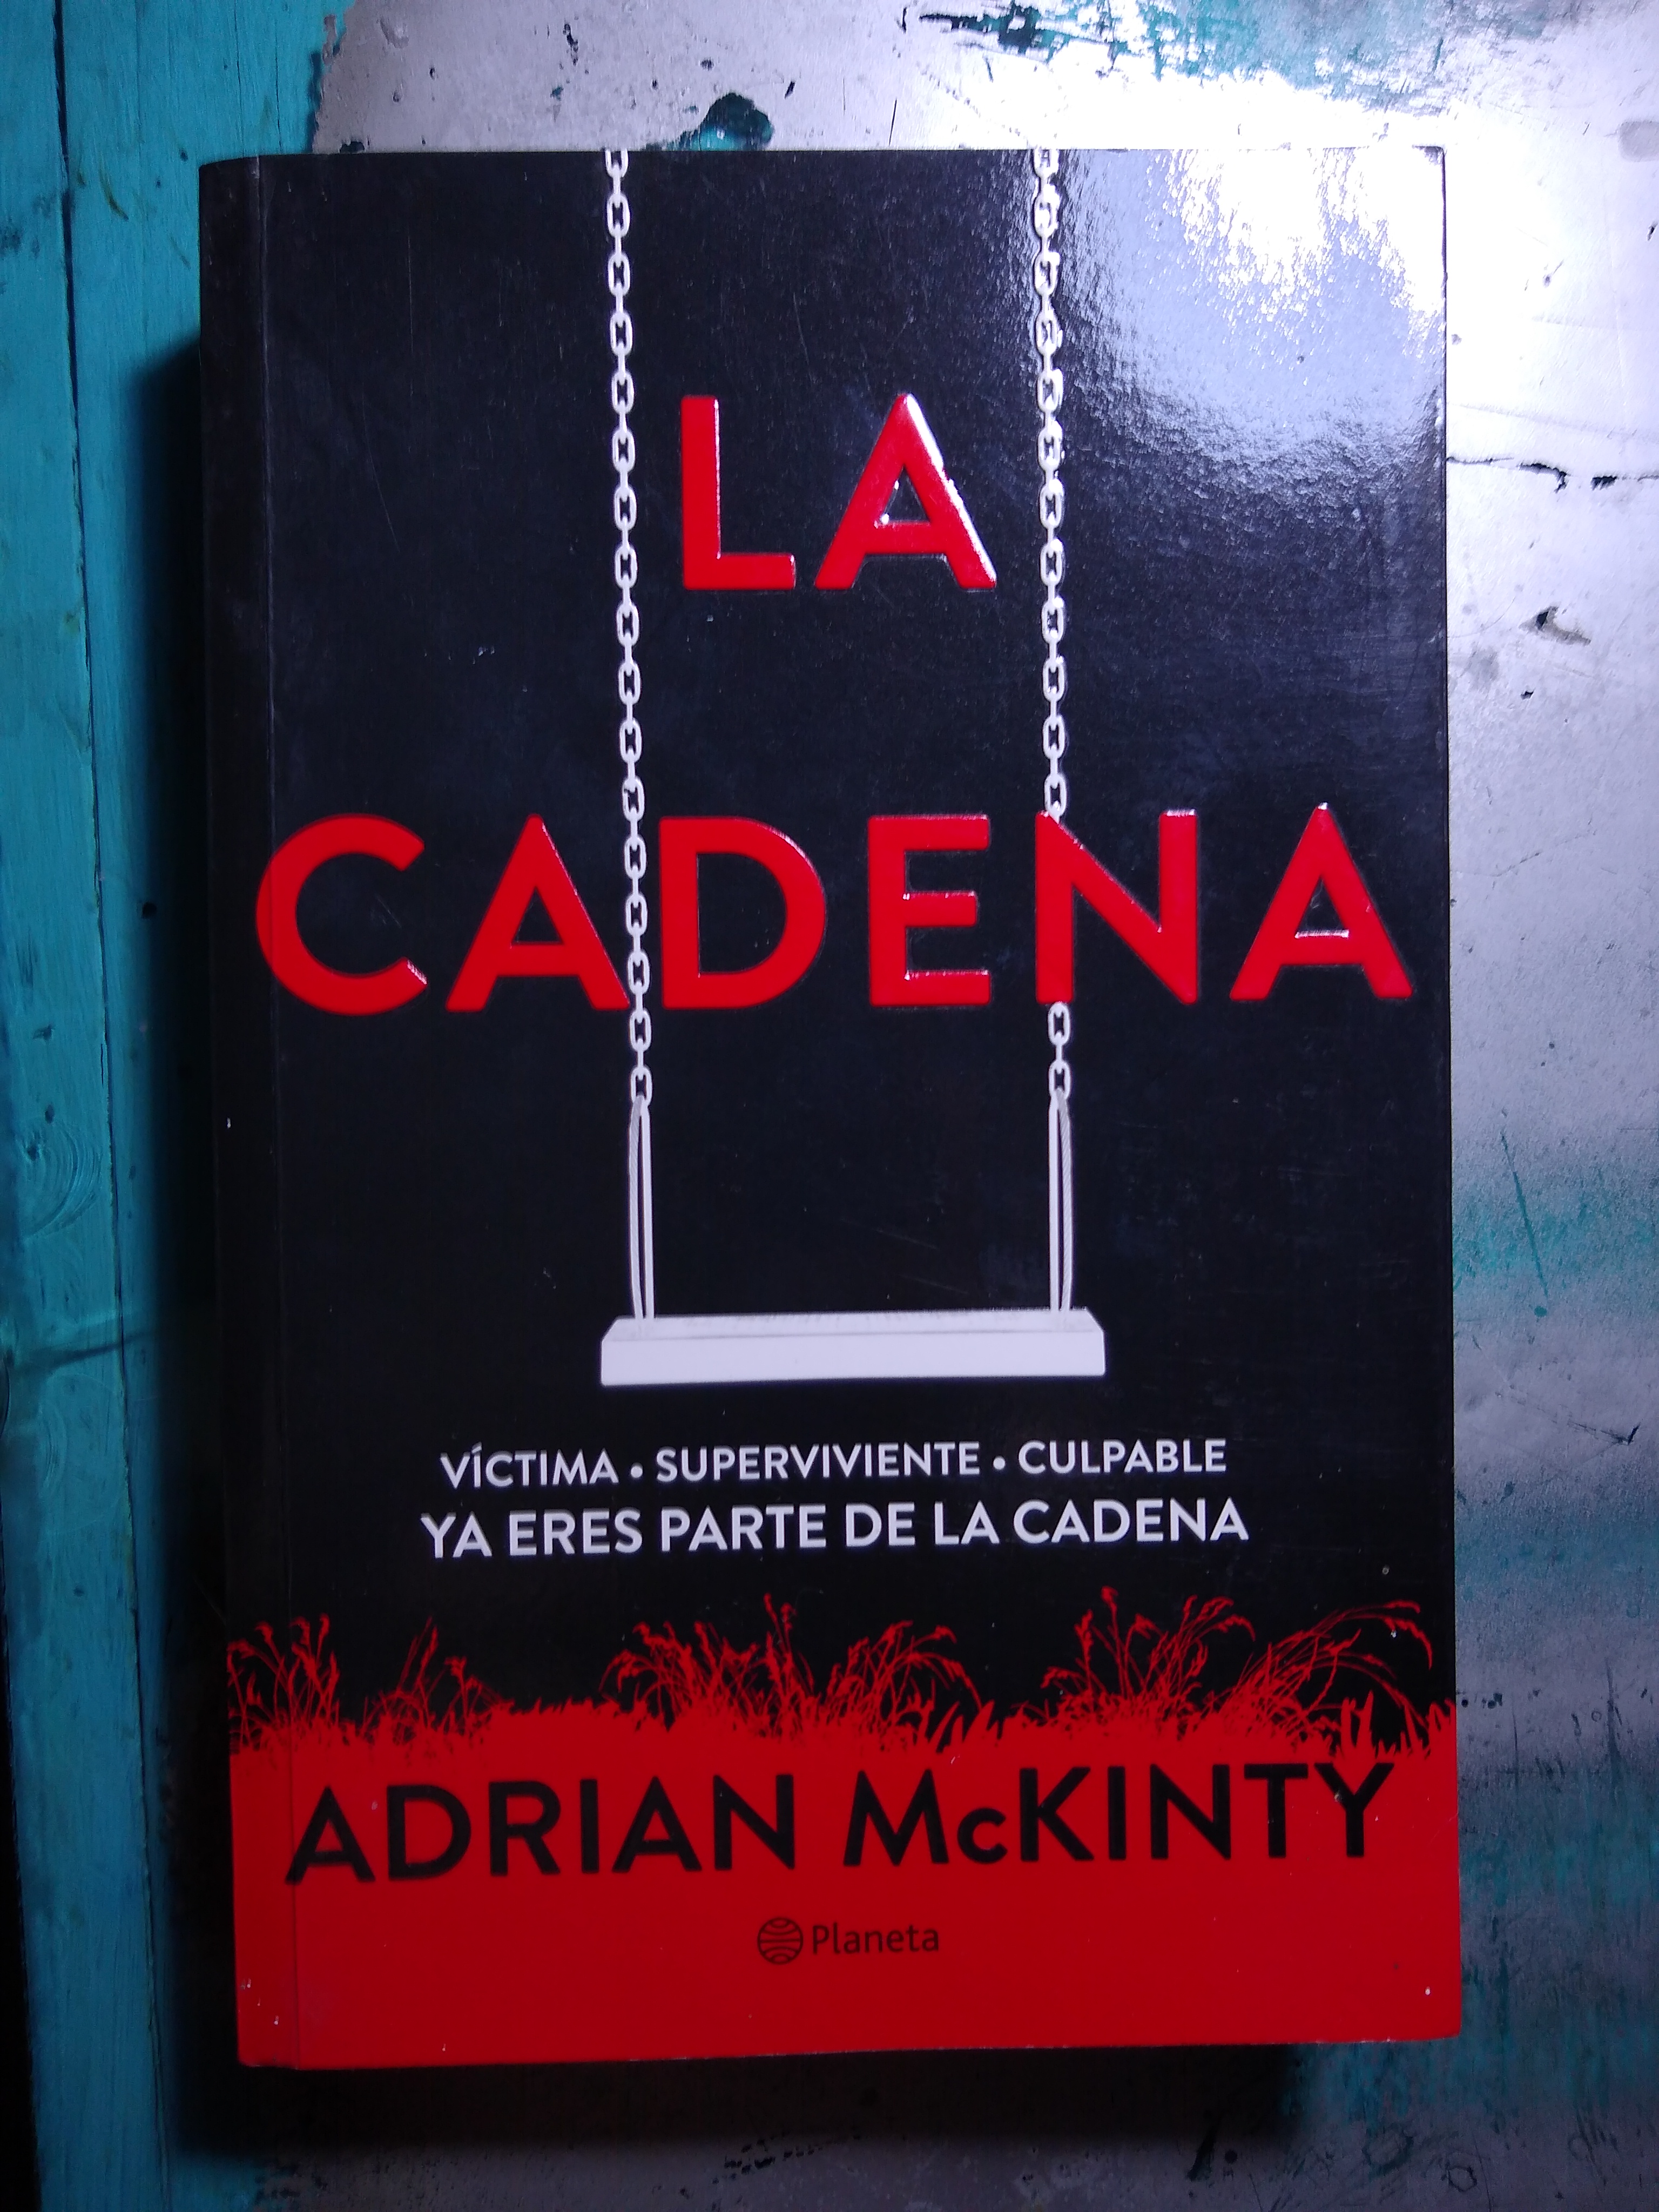 LA
CADENA
VÍCTIMA • SUPERVIVIENTE • CULPABLE
YA ERES PARTE DE LA CADENA
ADRIAN McKINTY
Planeta